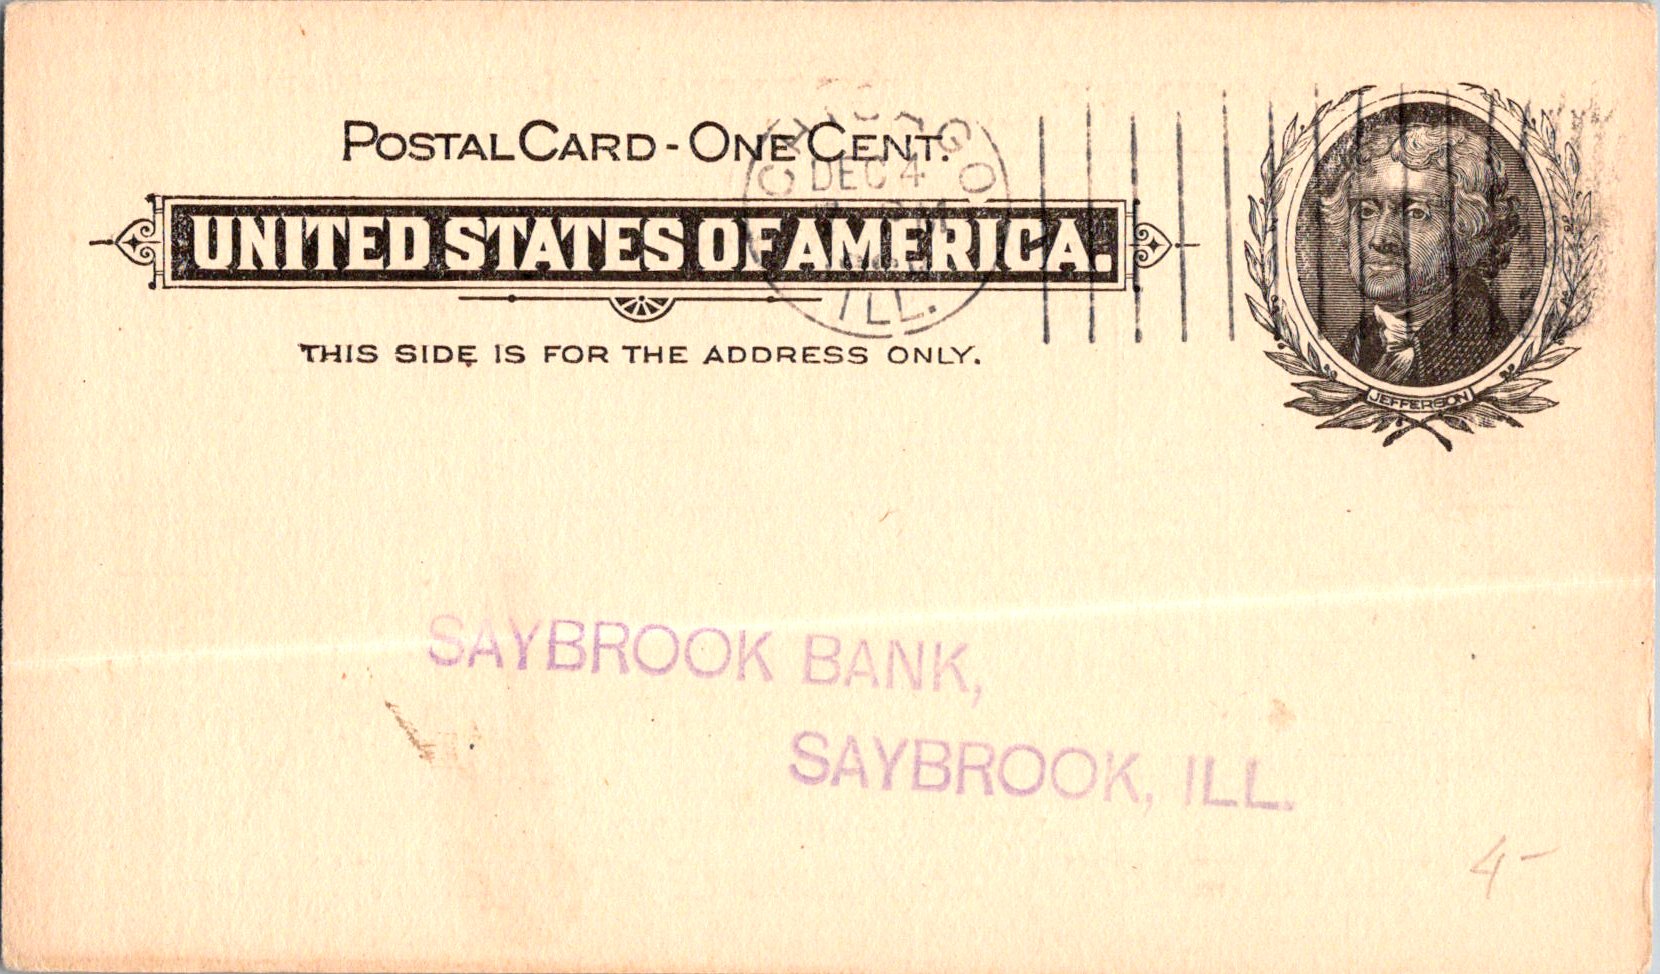 POSTAL CARD - ONE CENT.
CHICAGO
DEC 4
ILL.
UNITED STATES OF AMERICA.
THIS SIDE IS FOR THE ADDRESS ONLY.
JEFFERSON
SAYBROOK BANK,
SAYBROOK, ILL.
4-